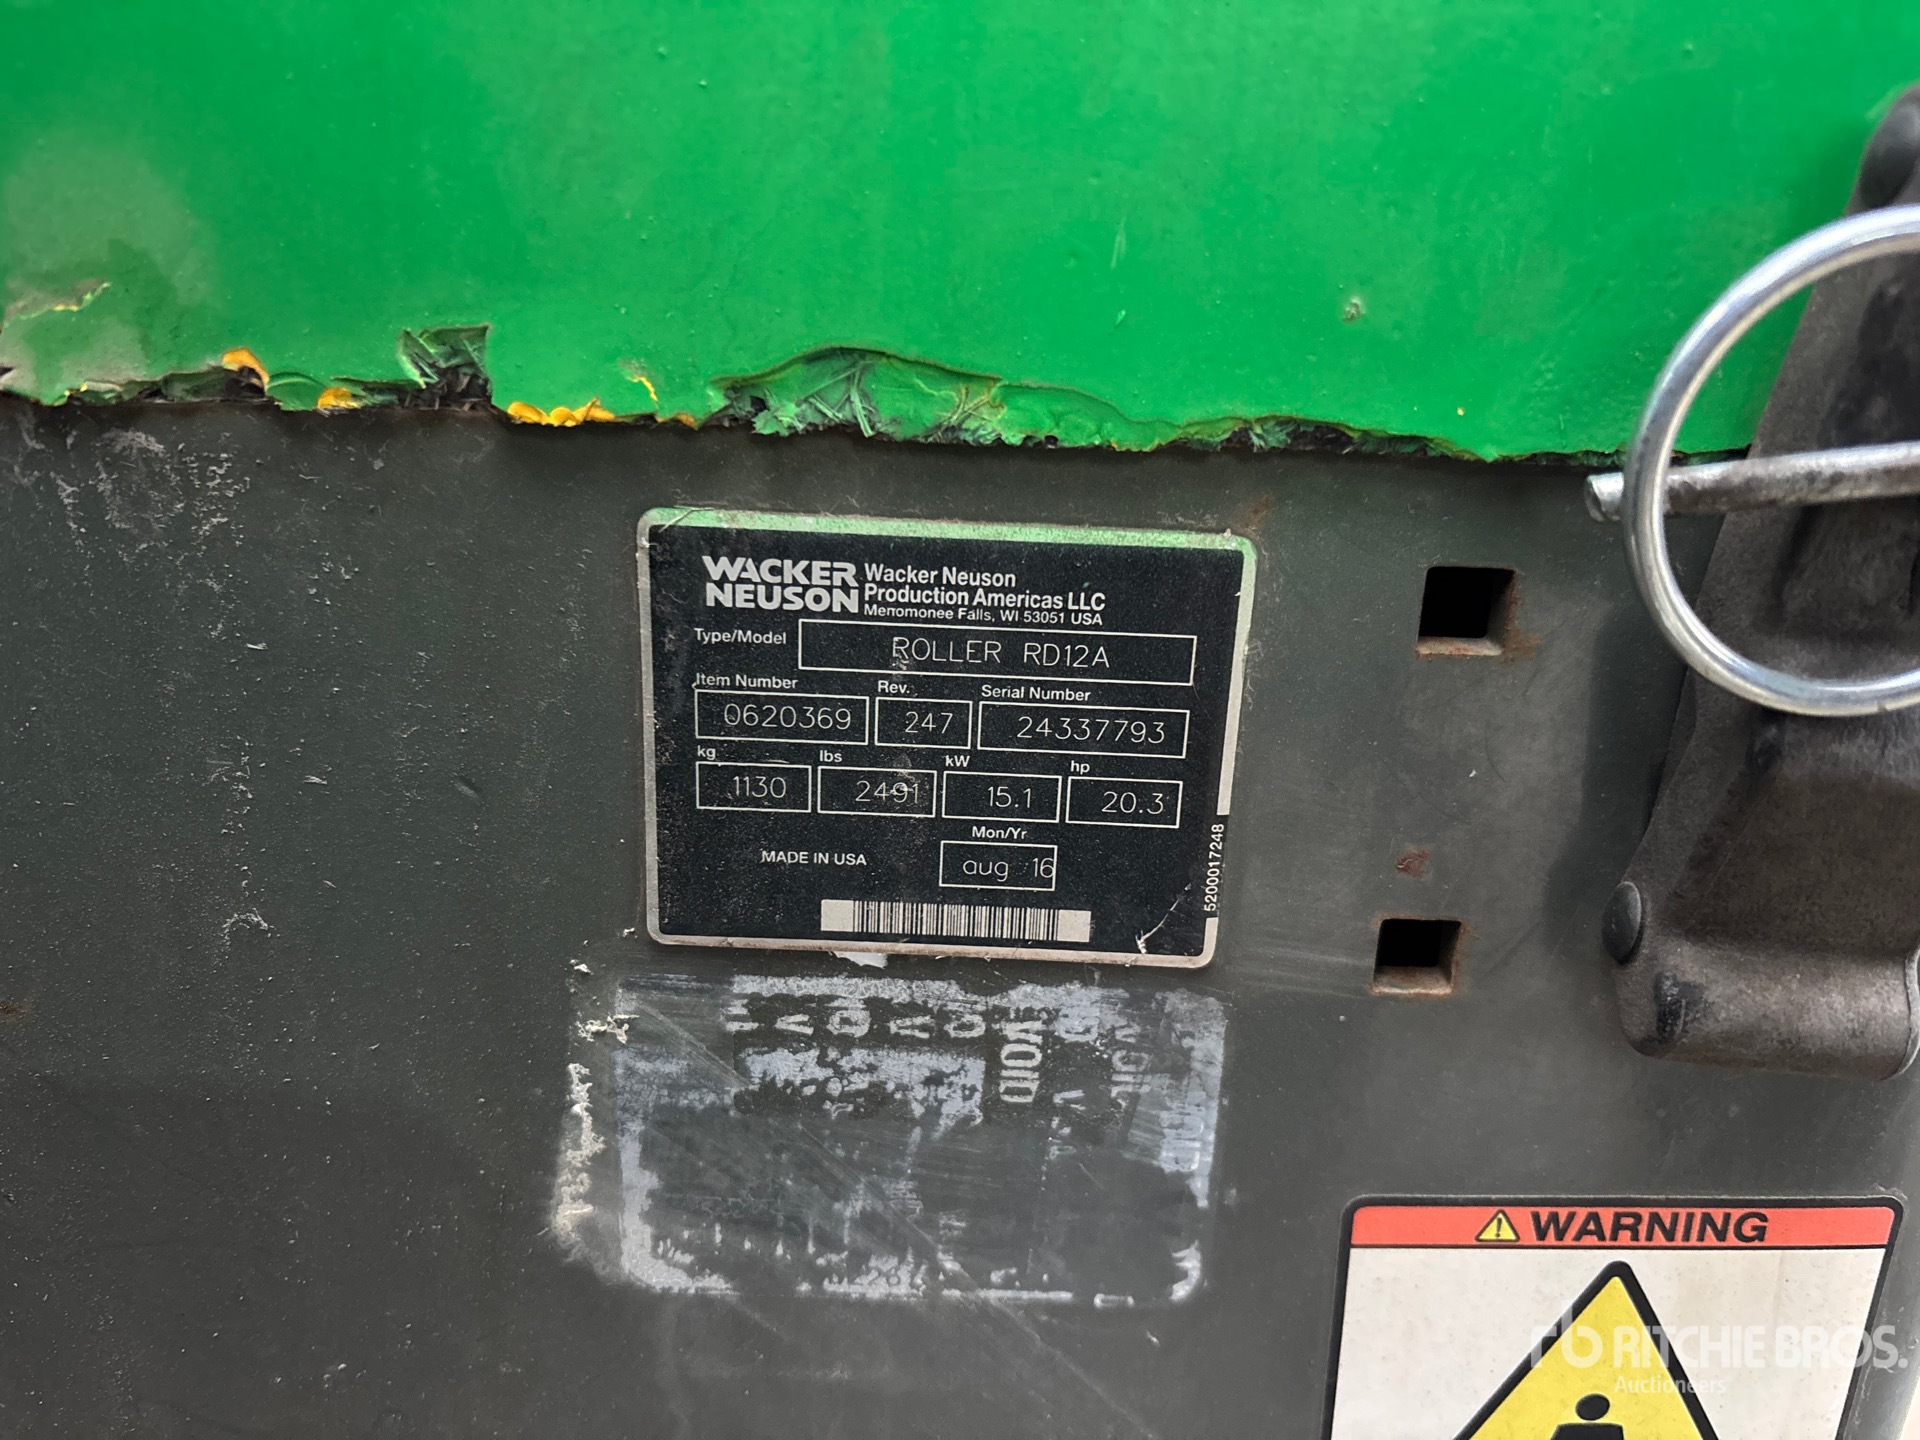 WACKER NEUSON
Wacker Neuson
Production Americas LLC
Menomonee Falls, WI 53051 USA
Type/Model ROLLER RD12A
Item Number Rev. Serial Number
0620369 247 24337793
kg lbs kW hp
1130 2491 15.1 20.3
Mon/Yr
MADE IN USA aug 16
5200017248
VOID
WARNING
rb RITCHIE BROS.
Auctioneers